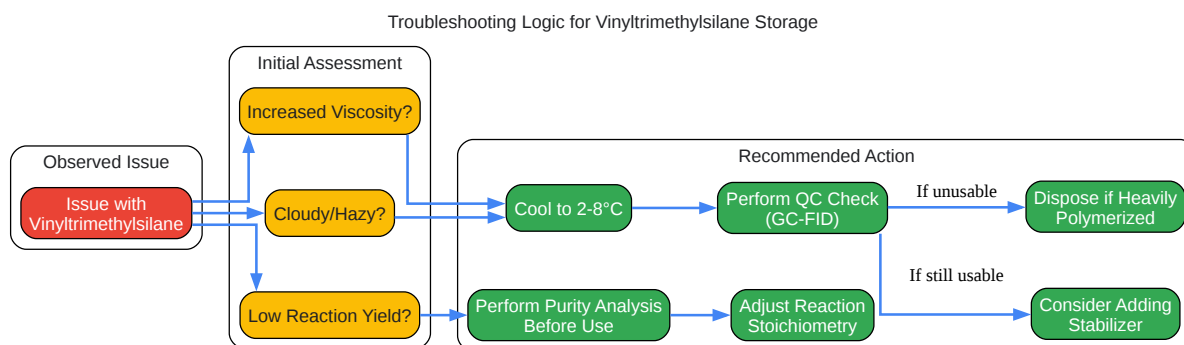 Troubleshooting Logic for Vinyltrimethylsilane Storage
Observed Issue
Issue with
Vinyltrimethylsilane
Initial Assessment
Increased Viscosity?
Cloudy/Hazy?
Low Reaction Yield?
Recommended Action
Cool to 2-8°C
Perform QC Check
(GC-FID)
If unusable
Dispose if Heavily
Polymerized
If still usable
Consider Adding
Stabilizer
Perform Purity Analysis
Before Use
Adjust Reaction
Stoichiometry